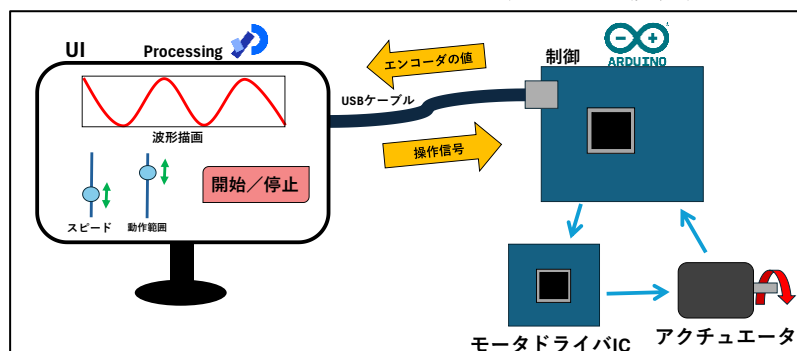 UI
Processing
波形描画
スピード
動作範囲
開始／停止
エンコーダの値
USBケーブル
操作信号
制御
ARDUINO
モータドライバIC
アクチュエータ